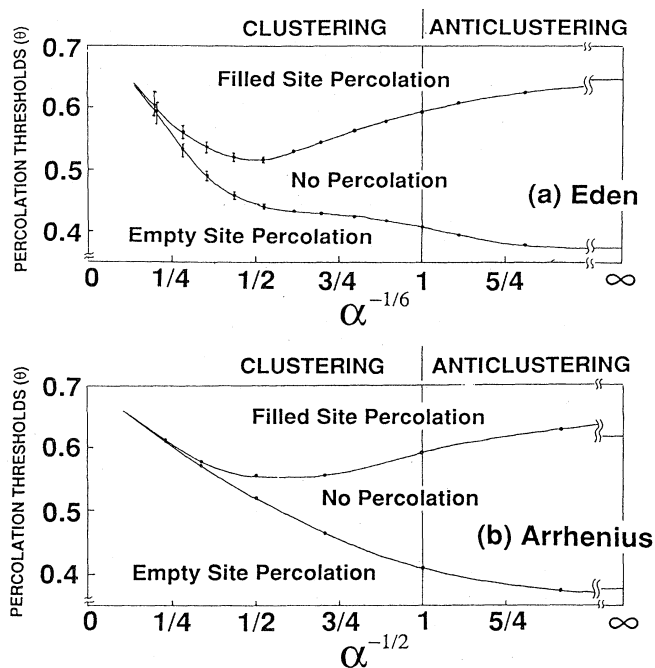 CLUSTERING ANTICLUSTERING
0.7
Filled Site Percolation
0.6
0.5
No Percolation
(a) Eden
0.4
Empty Site Percolation
PERCOLATION THRESHOLDS (θ)
0 1/4 1/2 3/4 1 5/4 ∞
α^{-1/6}
CLUSTERING ANTICLUSTERING
0.7
Filled Site Percolation
0.6
No Percolation
0.5
(b) Arrhenius
Empty Site Percolation
0.4
PERCOLATION THRESHOLDS (θ)
0 1/4 1/2 3/4 1 5/4 ∞
α^{-1/2}